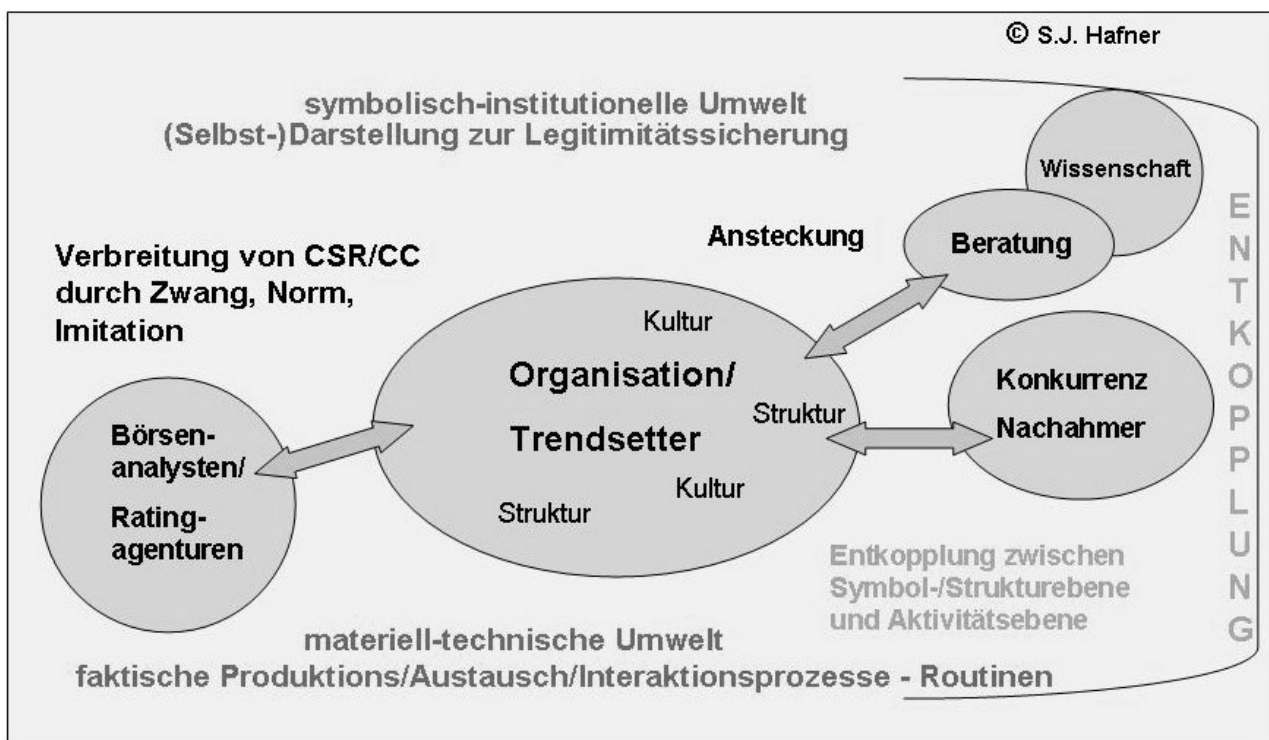 © S.J. Hafner
symbolisch-institutionelle Umwelt
(Selbst-)Darstellung zur Legitimitätssicherung
Wissenschaft
Ansteckung
Beratung
Verbreitung von CSR/CC
durch Zwang, Norm,
Imitation
Kultur
Organisation/
Trendsetter
Struktur
Kultur
Struktur
Konkurrenz
Nachahmer
Börsen-
analysten/
Rating-
agenturen
Entkopplung zwischen
Symbol-/Strukturebene
und Aktivitätsebene
materiell-technische Umwelt
faktische Produktions/Austausch/Interaktionsprozesse - Routinen
ENTKOPPLUNG